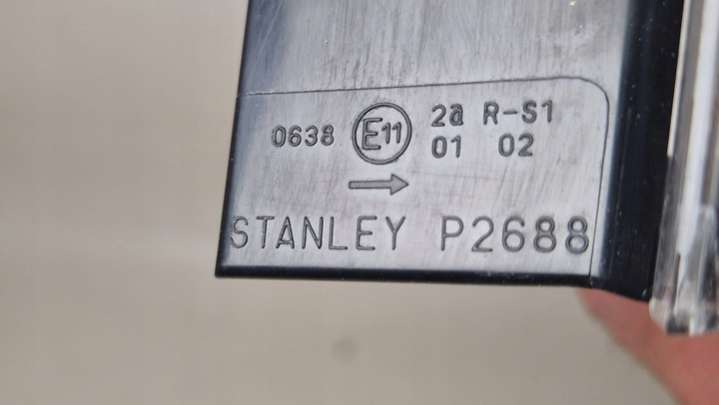 0638 E11 2a R-S1
01 02
→
STANLEY P2688